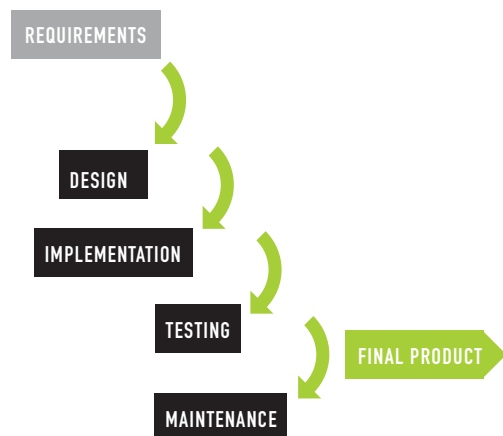 REQUIREMENTS
DESIGN
IMPLEMENTATION
TESTING
FINAL PRODUCT
MAINTENANCE